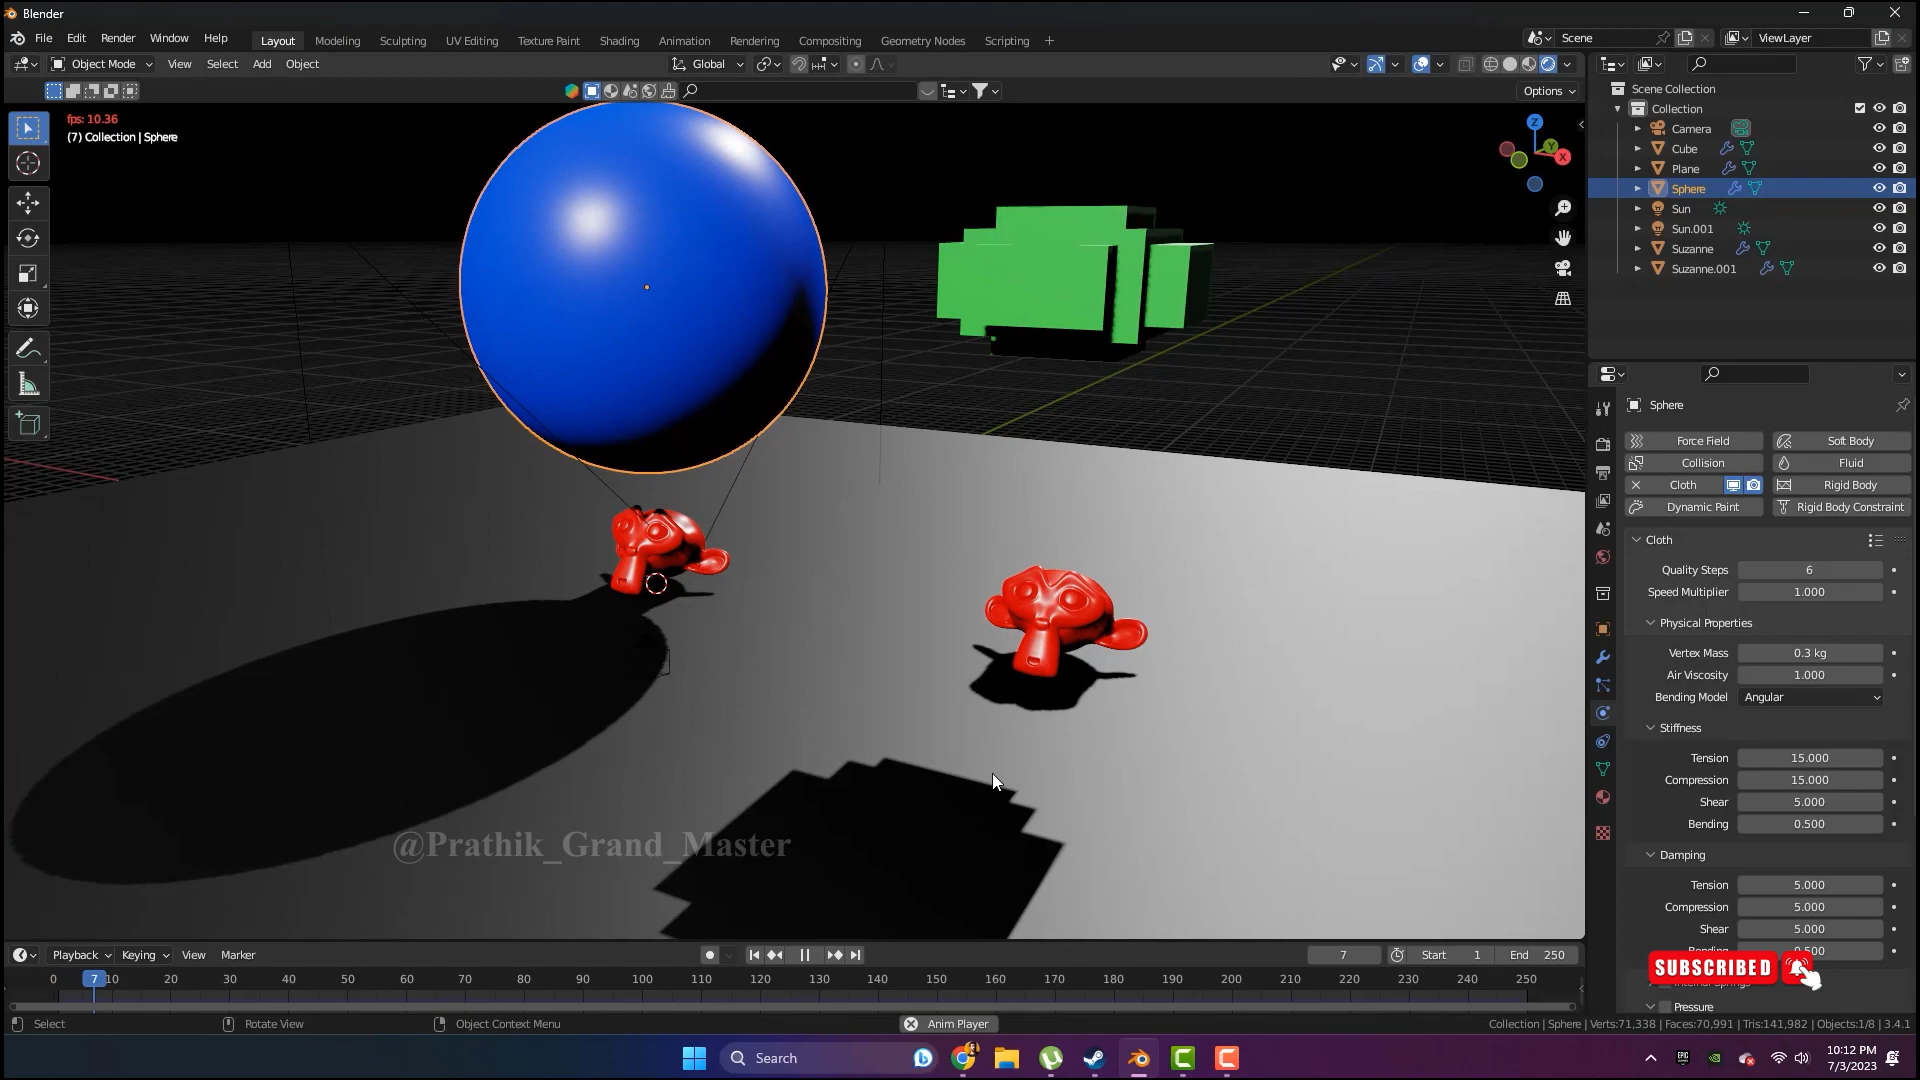 Blender
File Edit Render Window Help
Layout Modeling Sculpting UV Editing Texture Paint Shading Animation Rendering Compositing Geometry Nodes Scripting +
Scene
ViewLayer
Object Mode
View Select Add Object
Global
Options
fps: 10.36
(7) Collection | Sphere
Z
Y
X
Scene Collection
Collection
Camera
Cube
Plane
Sphere
Sun
Sun.001
Suzanne
Suzanne.001
Sphere
Force Field
Soft Body
Collision
Fluid
Cloth
Rigid Body
Dynamic Paint
Rigid Body Constraint
Cloth
Quality Steps 6
Speed Multiplier 1.000
Physical Properties
Vertex Mass 0.3 kg
Air Viscosity 1.000
Bending Model Angular
Stiffness
Tension 15.000
Compression 15.000
Shear 5.000
Bending 0.500
Damping
Tension 5.000
Compression 5.000
Shear 5.000
Bending 0.500
SUBSCRIBED
Internal Springs
Pressure
@Prathik_Grand_Master
Playback Keying View Marker
7
Start 1
End 250
0 7 10 20 30 40 50 60 70 80 90 100 110 120 130 140 150 160 170 180 190 200 210 220 230 240 250
Select
Rotate View
Object Context Menu
Anim Player
Collection | Sphere | Verts:71,338 | Faces:70,991 | Tris:141,982 | Objects:1/8 | 3.4.1
Search
EPIC
10:12 PM
7/3/2023